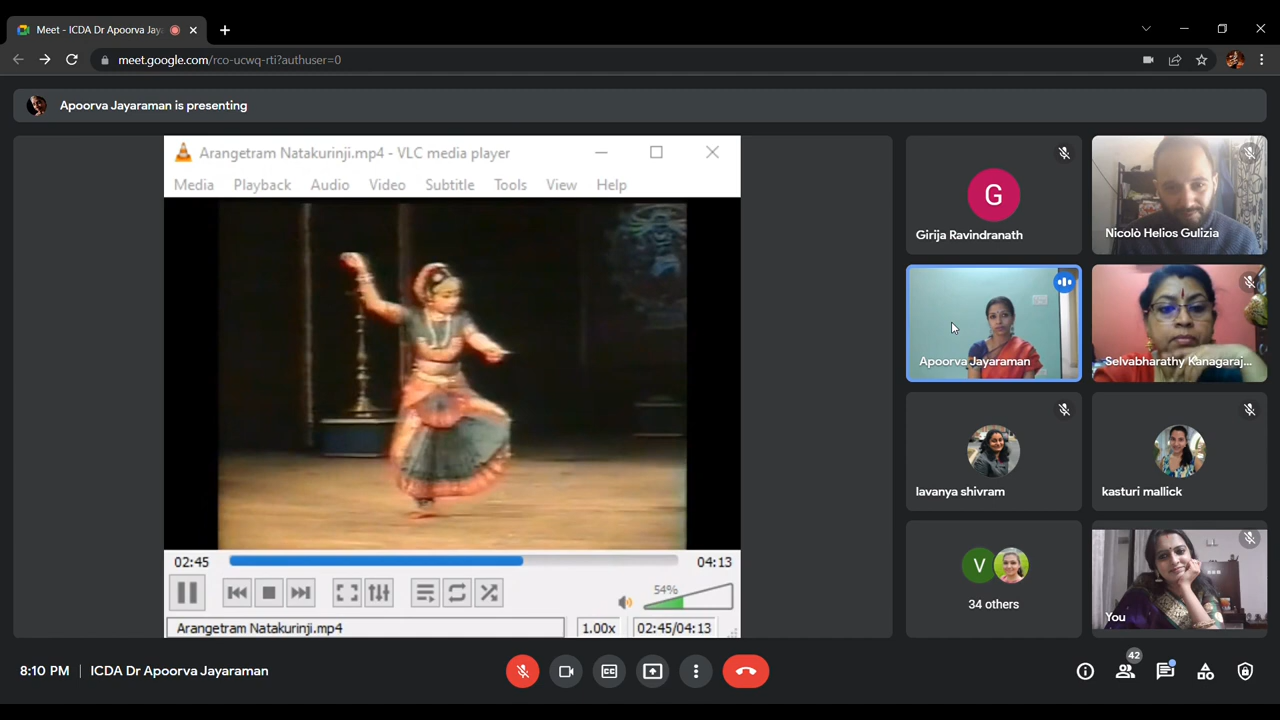 Meet - ICDA Dr Apoorva Jay
meet.google.com/rco-ucwq-rti?authuser=0
Apoorva Jayaraman is presenting
Arangetram Natakurinji.mp4 - VLC media player
Media Playback Audio Video Subtitle Tools View Help
02:45 04:13
54%
Arangetram Natakurinji.mp4 1.00x 02:45/04:13
G
Girija Ravindranath
Nicolò Helios Gulizia
Apoorva Jayaraman
Selvabharathy Kanagaraj...
lavanya shivram
kasturi mallick
V
34 others
You
8:10 PM | ICDA Dr Apoorva Jayaraman
CC
42